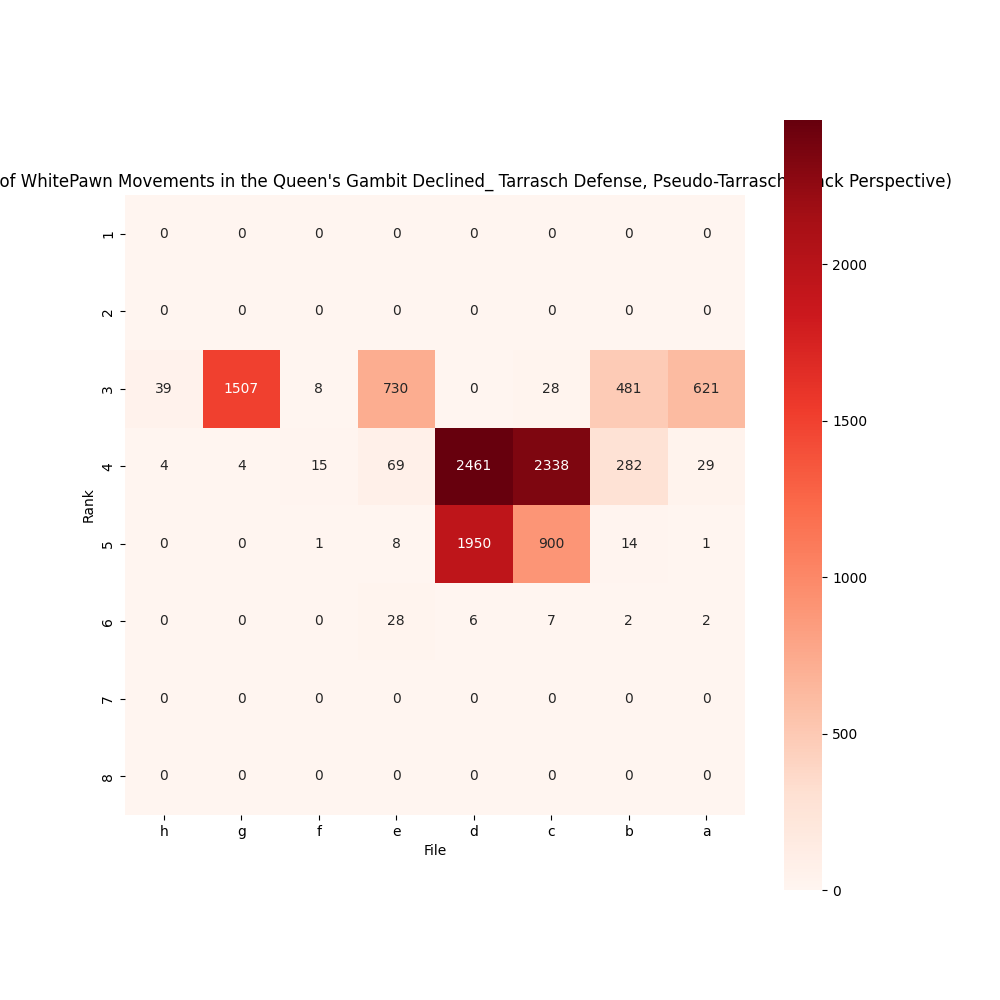 of WhitePawn Movements in the Queen's Gambit Declined_ Tarrasch Defense, Pseudo-Tarrasch ck Perspective)
1 0 0 0 0 0 0 0 0
2 0 0 0 0 0 0 0 0
3 39 1507 8 730 0 28 481 621
4 4 4 15 69 2461 2338 282 29
5 0 0 1 8 1950 900 14 1
6 0 0 0 28 6 7 2 2
7 0 0 0 0 0 0 0 0
8 0 0 0 0 0 0 0 0
h g f e d c b a
File
Rank
2000
1500
1000
500
0